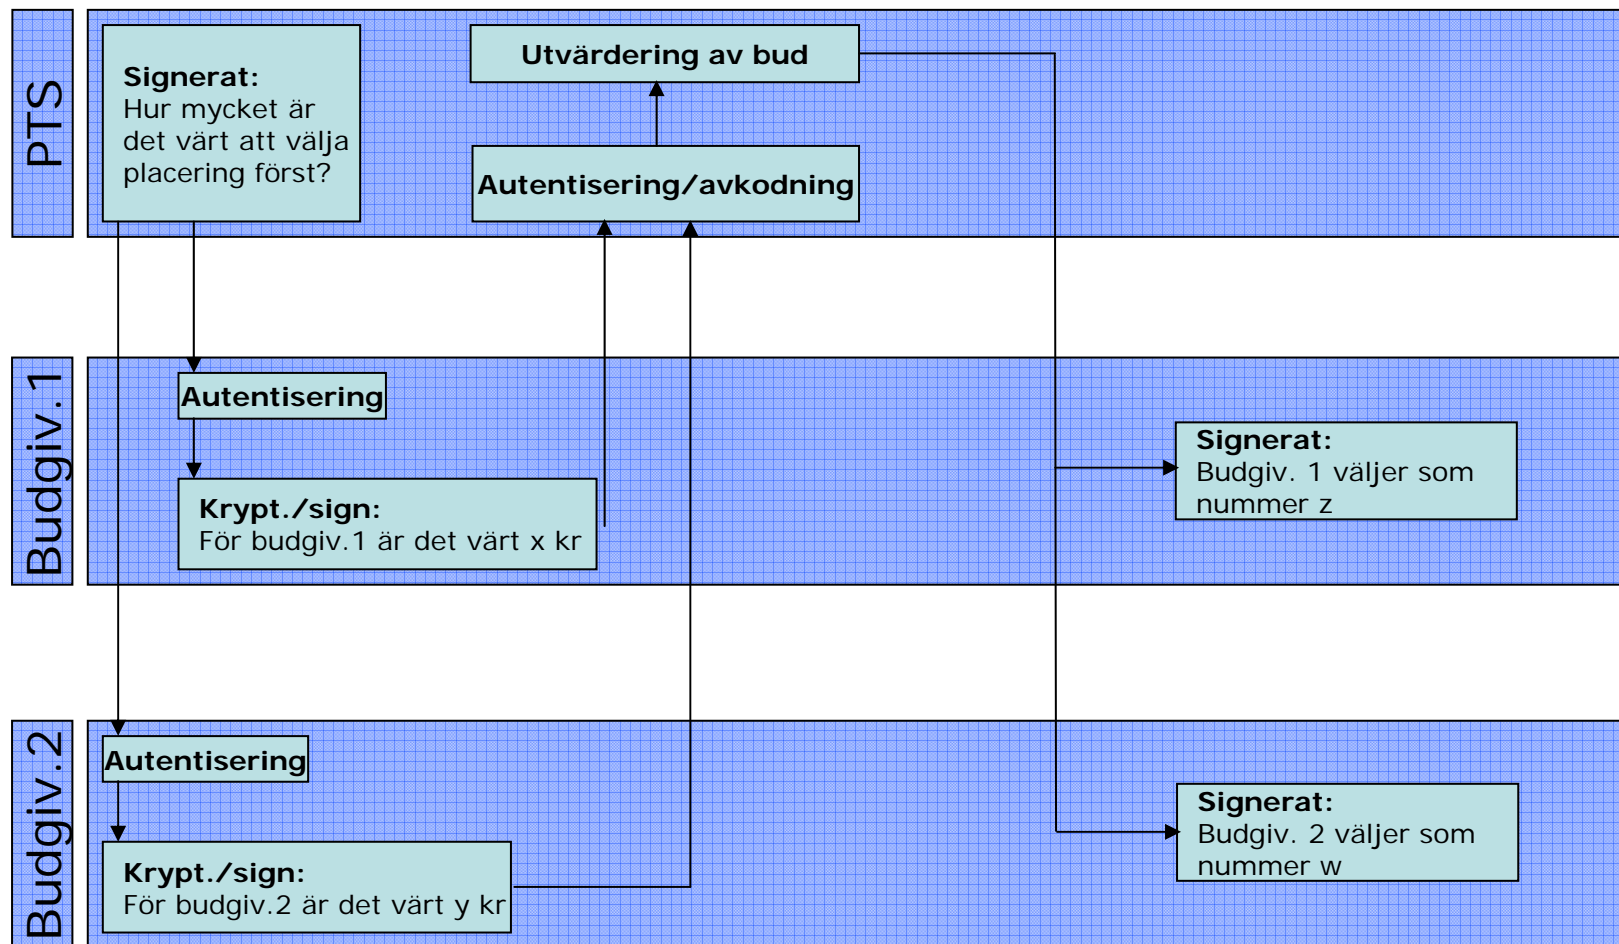 PTS
Signerat:
Hur mycket är
det värt att välja
placering först?
Utvärdering av bud
Autentisering/avkodning
Budgiv.1
Autentisering
Krypt./sign:
För budgiv.1 är det värt x kr
Signerat:
Budgiv. 1 väljer som
nummer z
Budgiv.2
Autentisering
Krypt./sign:
För budgiv.2 är det värt y kr
Signerat:
Budgiv. 2 väljer som
nummer w